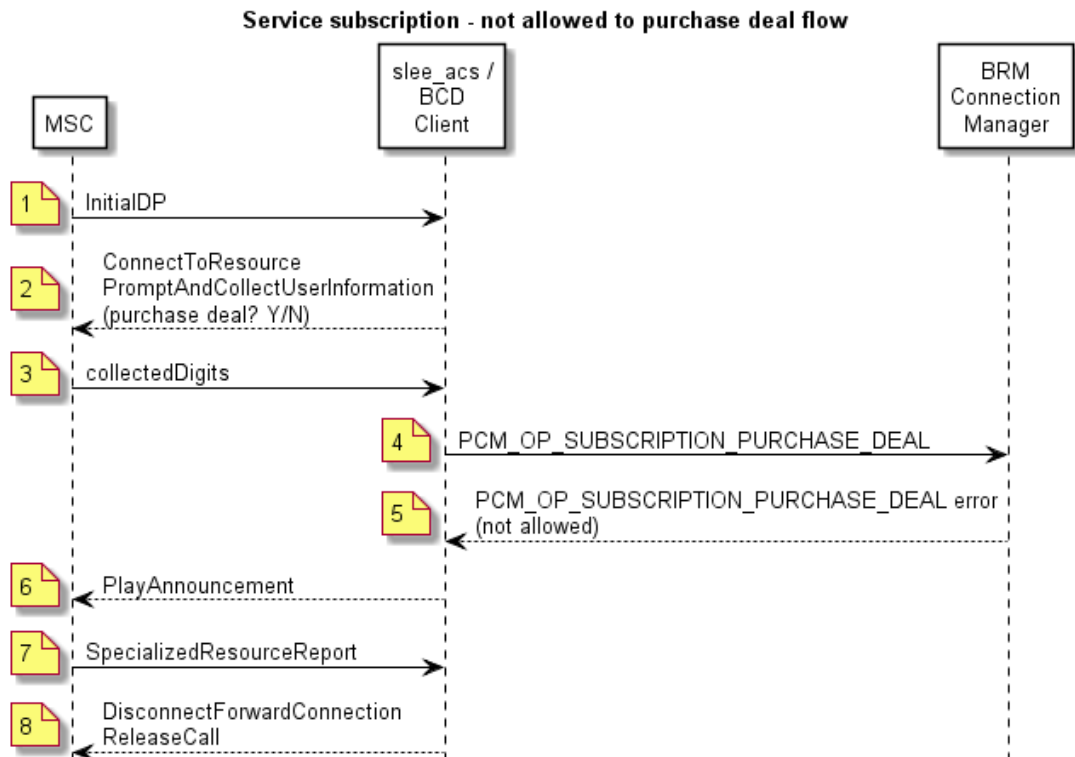 Service subscription - not allowed to purchase deal flow
MSC
slee_acs /
BCD
Client
BRM
Connection
Manager
1
InitialDP
2
ConnectToResource
PromptAndCollectUserInformation
(purchase deal? Y/N)
3
collectedDigits
4
PCM_OP_SUBSCRIPTION_PURCHASE_DEAL
5
PCM_OP_SUBSCRIPTION_PURCHASE_DEAL error
(not allowed)
6
PlayAnnouncement
7
SpecializedResourceReport
8
DisconnectForwardConnection
ReleaseCall